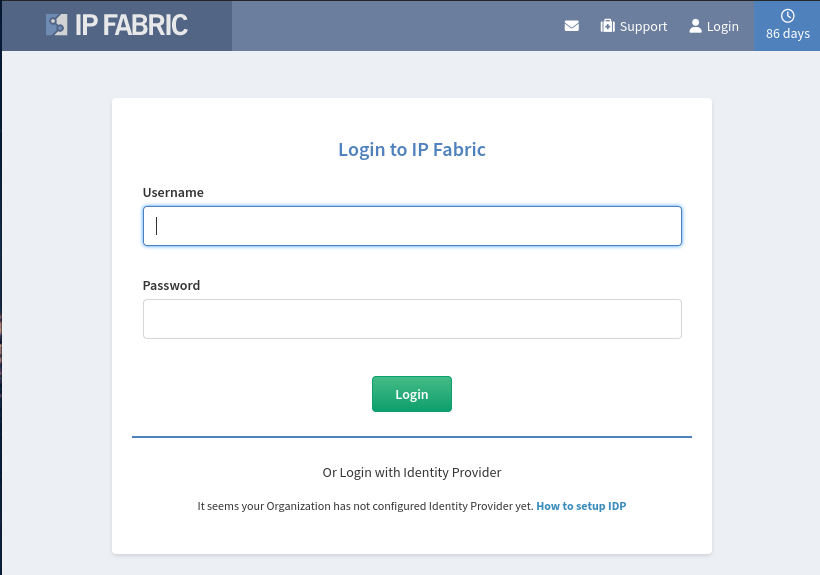 IP FABRIC
Support
Login
86 days
Login to IP Fabric
Username
Password
Login
Or Login with Identity Provider
It seems your Organization has not configured Identity Provider yet. How to setup IDP